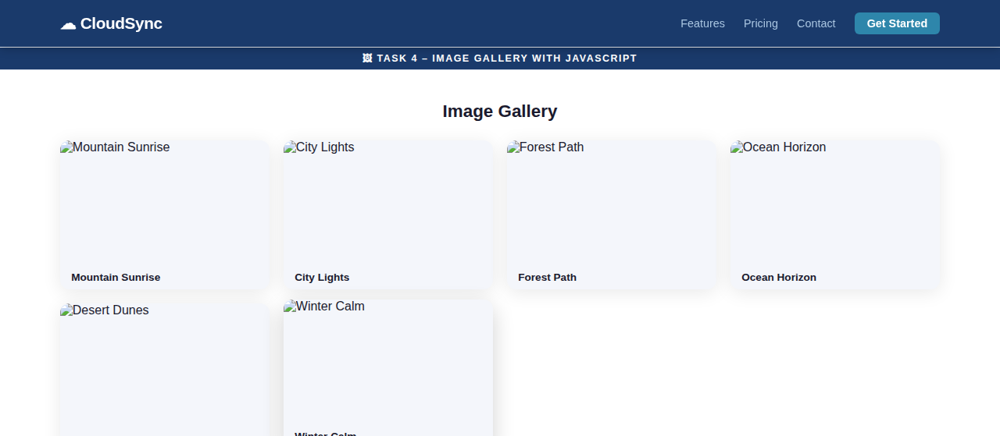 ☁ CloudSync
Features Pricing Contact Get Started
🖼 TASK 4 – IMAGE GALLERY WITH JAVASCRIPT
Image Gallery
Mountain Sunrise City Lights Forest Path Ocean Horizon
Mountain Sunrise City Lights Forest Path Ocean Horizon
Desert Dunes Winter Calm
Winter Calm